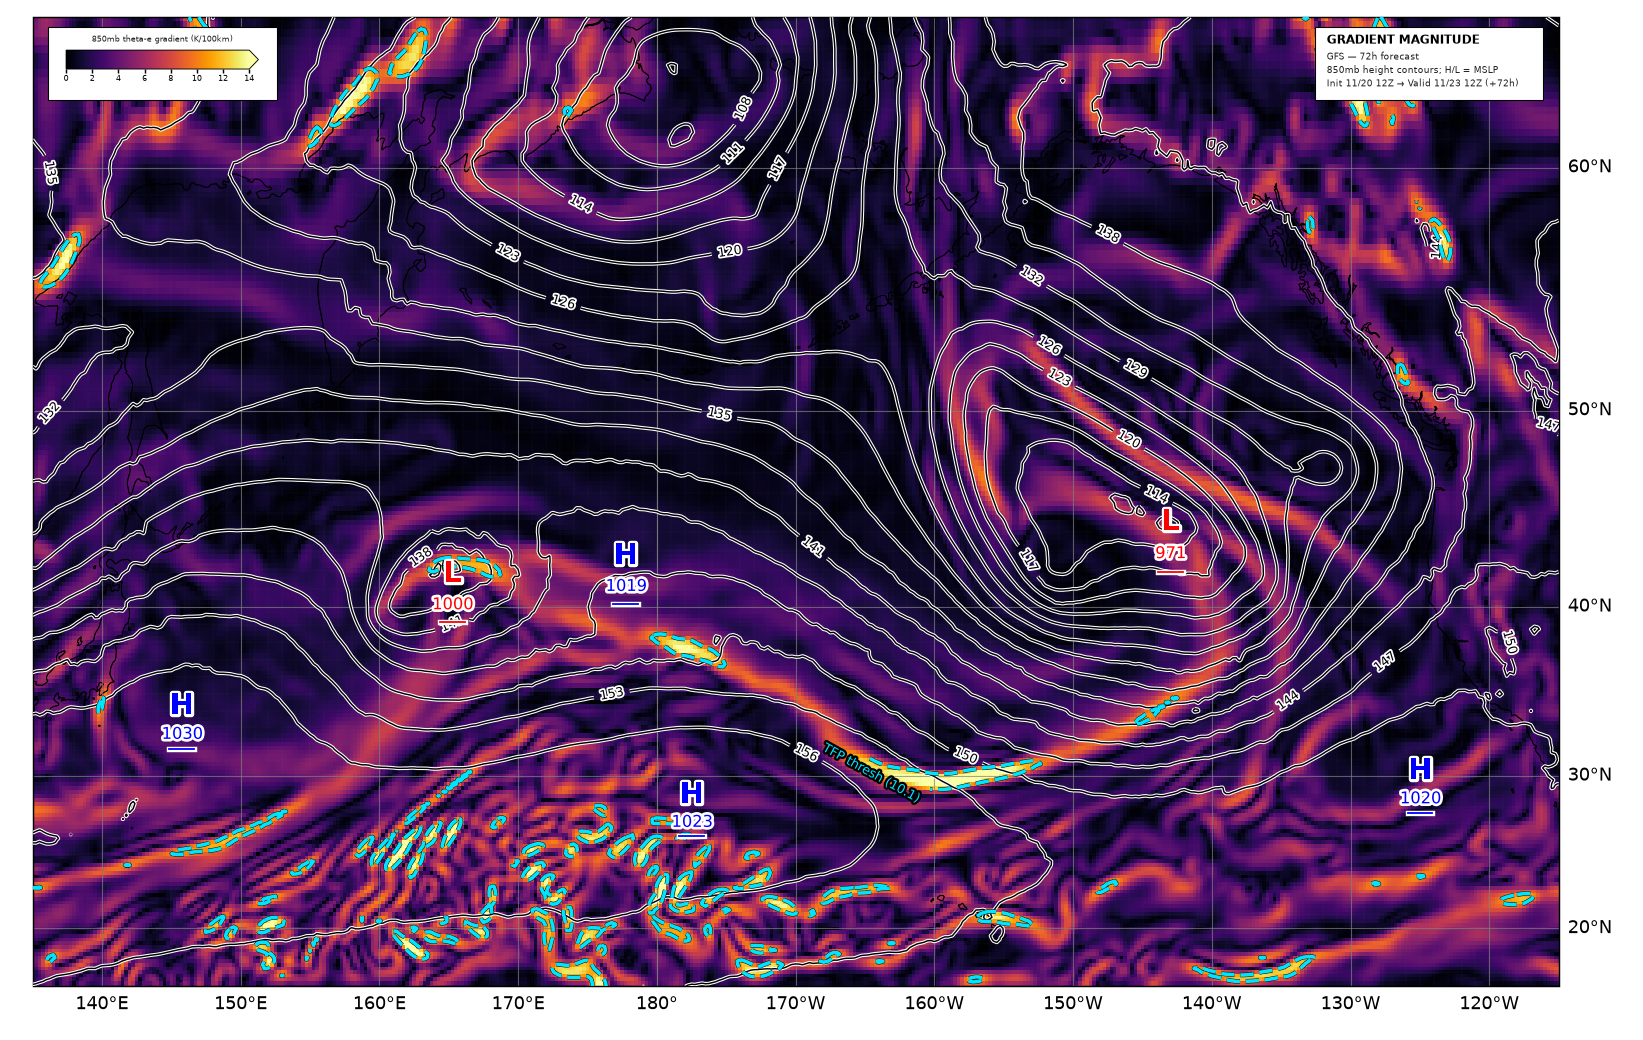 850mb theta-e gradient (K/100km)
0 2 4 6 8 10 12 14
GRADIENT MAGNITUDE
GFS — 72h forecast
850mb height contours; H/L = MSLP
Init 11/20 12Z → Valid 11/23 12Z (+72h)
108
111
117
135
114
60°N
138
123
120
132
126
126
129
123
132
135
50°N
147
120
114
L
971
141
138
H
1019
117
L
1000
40°N
150
147
153
144
H
1030
156
150
TFP thresh (10.1)
H
1020
30°N
H
1023
20°N
140°E 150°E 160°E 170°E 180° 170°W 160°W 150°W 140°W 130°W 120°W